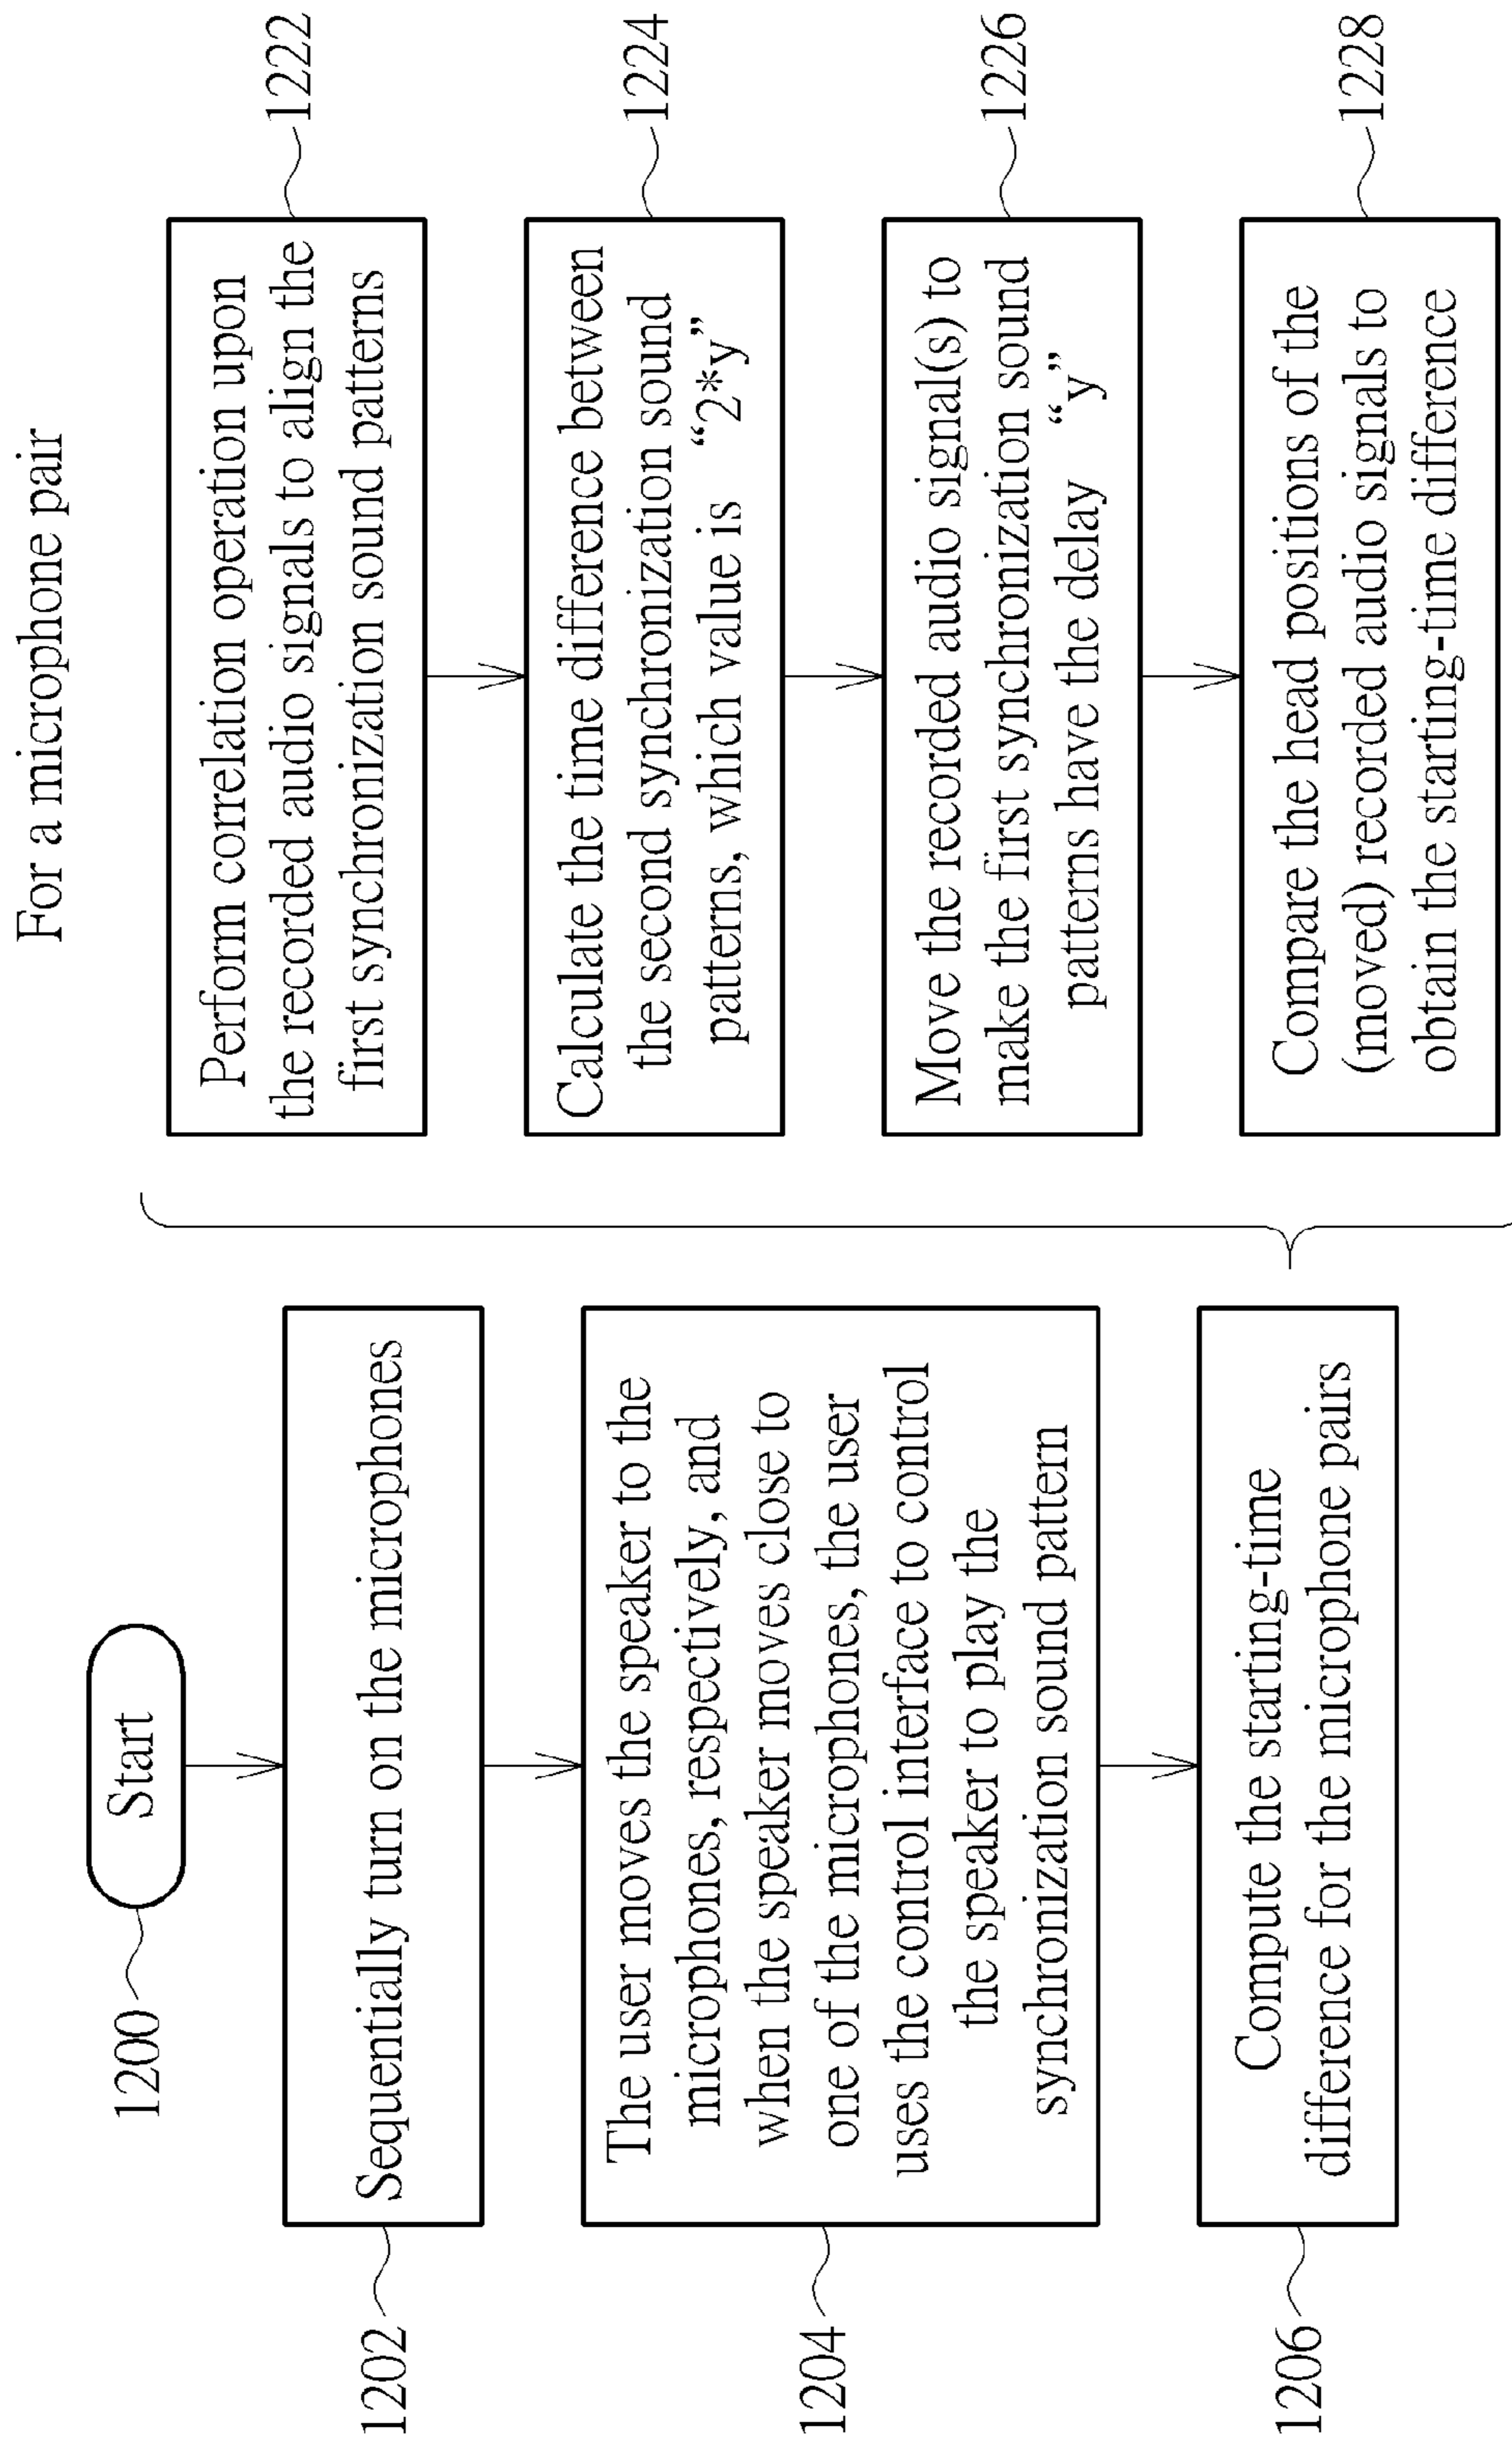 Start
1200
Sequentially turn on the microphones
1202
The user moves the speaker to the
microphones, respectively, and
when the speaker moves close to
one of the microphones, the user
uses the control interface to control
the speaker to play the
synchronization sound pattern
1204
Compute the starting-time
difference for the microphone pairs
1206
For a microphone pair
Perform correlation operation upon
the recorded audio signals to align the
first synchronization sound patterns
1222
Calculate the time difference between
the second synchronization sound
patterns, which value is “2*y”
1224
Move the recorded audio signal(s) to
make the first synchronization sound
patterns have the delay “y”
1226
Compare the head positions of the
(moved) recorded audio signals to
obtain the starting-time difference
1228